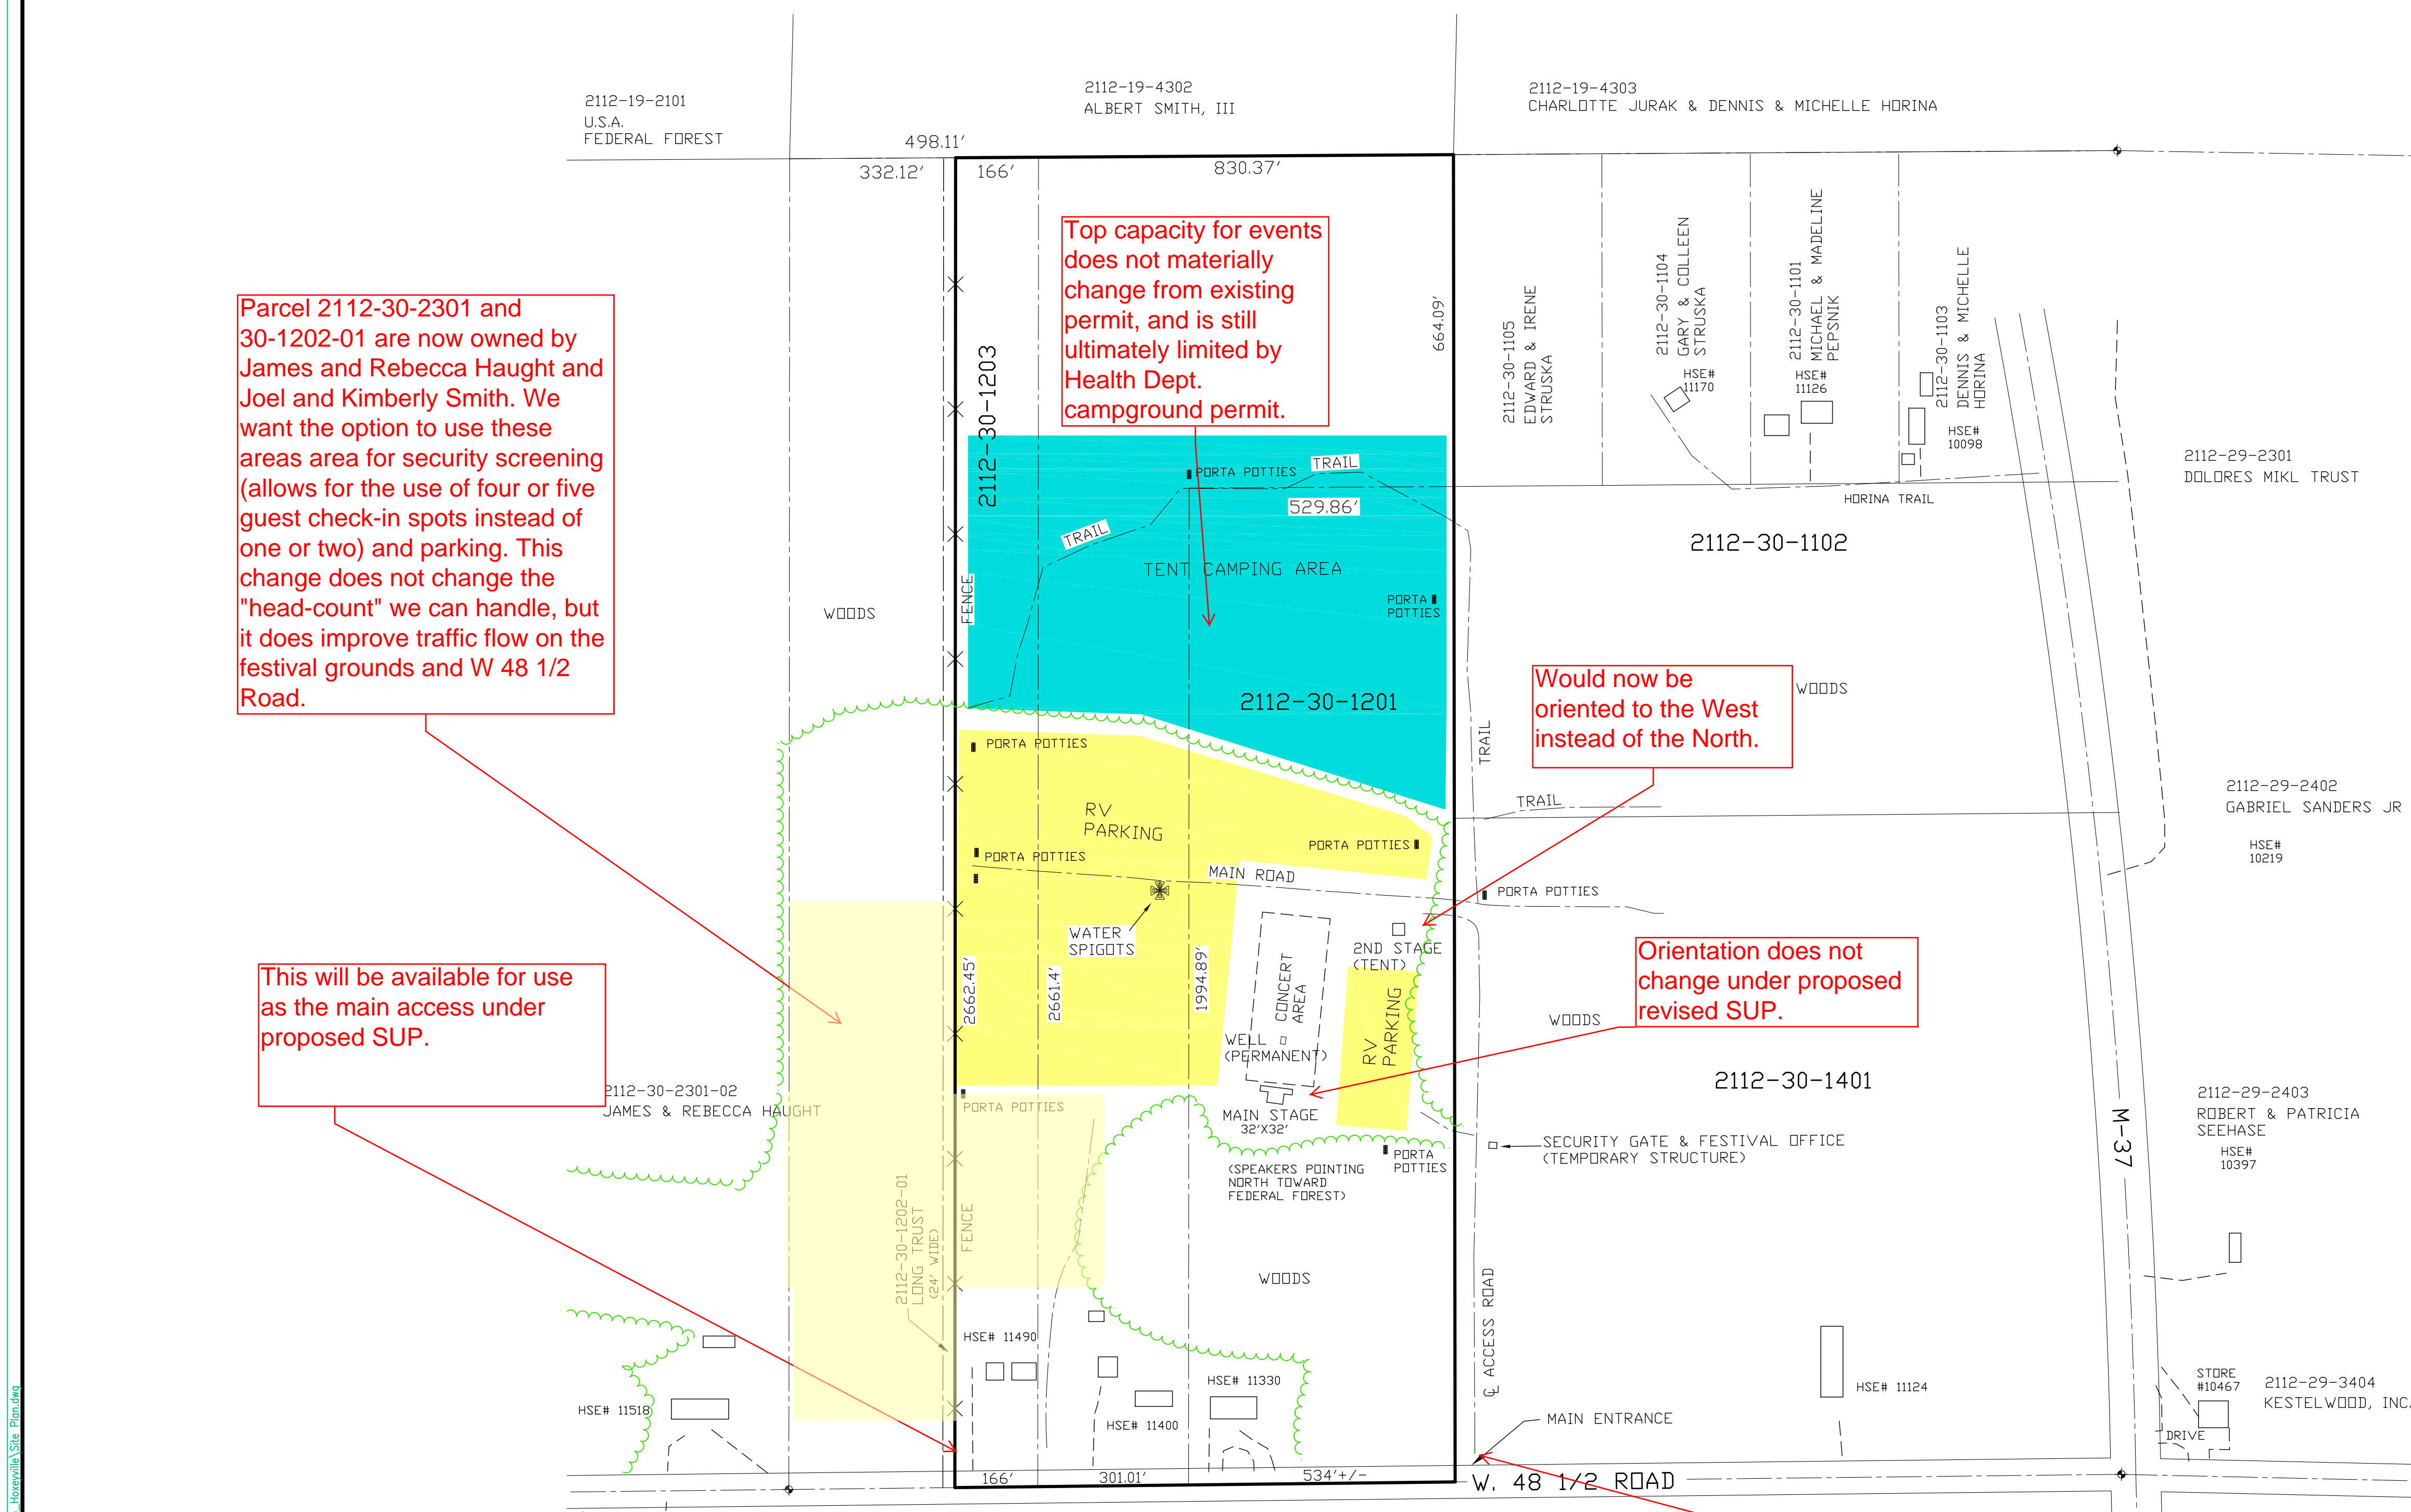 2112-19-2101
U.S.A.
FEDERAL FOREST
2112-19-4302
ALBERT SMITH, III
2112-19-4303
CHARLOTTE JURAK & DENNIS & MICHELLE HORINA
498.11'
332.12'
166'
830.37'
Top capacity for events
does not materially
change from existing
permit, and is still
ultimately limited by
Health Dept.
campground permit.
Parcel 2112-30-2301 and
30-1202-01 are now owned by
James and Rebecca Haught and
Joel and Kimberly Smith. We
want the option to use these
areas area for security screening
(allows for the use of four or five
guest check-in spots instead of
one or two) and parking. This
change does not change the
"head-count" we can handle, but
it does improve traffic flow on the
festival grounds and W 48 1/2
Road.
2112-30-1203
664.09'
2112-30-1105
EDWARD & IRENE
STRUSKA
2112-30-1104
GARY & COLLEEN
STRUSKA
HSE#
11170
2112-30-1101
MICHAEL & MADELINE
PEPSNIK
HSE#
11126
2112-30-1103
DENNIS & MICHELLE
HORINA
HSE#
10098
HORINA TRAIL
2112-29-2301
DOLORES MIKL TRUST
PORTA POTTIES
TRAIL
529.86'
TRAIL
2112-30-1102
TENT CAMPING AREA
FENCE
PORTA
POTTIES
WOODS
2112-30-1201
Would now be
oriented to the West
instead of the North.
WOODS
TRAIL
PORTA POTTIES
TRAIL
2112-29-2402
GABRIEL SANDERS JR
HSE#
10219
RV
PARKING
PORTA POTTIES
PORTA POTTIES
MAIN ROAD
PORTA POTTIES
WATER
SPIGOTS
2ND STAGE
(TENT)
CONCERT
AREA
2662.45'
2661.4'
1994.89'
Orientation does not
change under proposed
revised SUP.
WOODS
This will be available for use
as the main access under
proposed SUP.
RV
PARKING
WELL
(PERMANENT)
2112-30-1401
2112-30-2301-02
JAMES & REBECCA HAUGHT
PORTA POTTIES
MAIN STAGE
32'X32'
M-37
2112-29-2403
ROBERT & PATRICIA
SEEHASE
HSE#
10397
SECURITY GATE & FESTIVAL OFFICE
(TEMPORARY STRUCTURE)
PORTA
POTTIES
(SPEAKERS POINTING
NORTH TOWARD
FEDERAL FOREST)
2112-30-1202-01
LONG TRUST
(24' WIDE)
FENCE
WOODS
℄ ACCESS ROAD
HSE# 11490
HSE# 11518
HSE# 11400
HSE# 11330
HSE# 11124
MAIN ENTRANCE
STORE
#10467
2112-29-3404
KESTELWOOD, INC.
DRIVE
166'
301.01'
534'+/-
W. 48 1/2 ROAD
_Hoxeyville\Site Plan.dwg